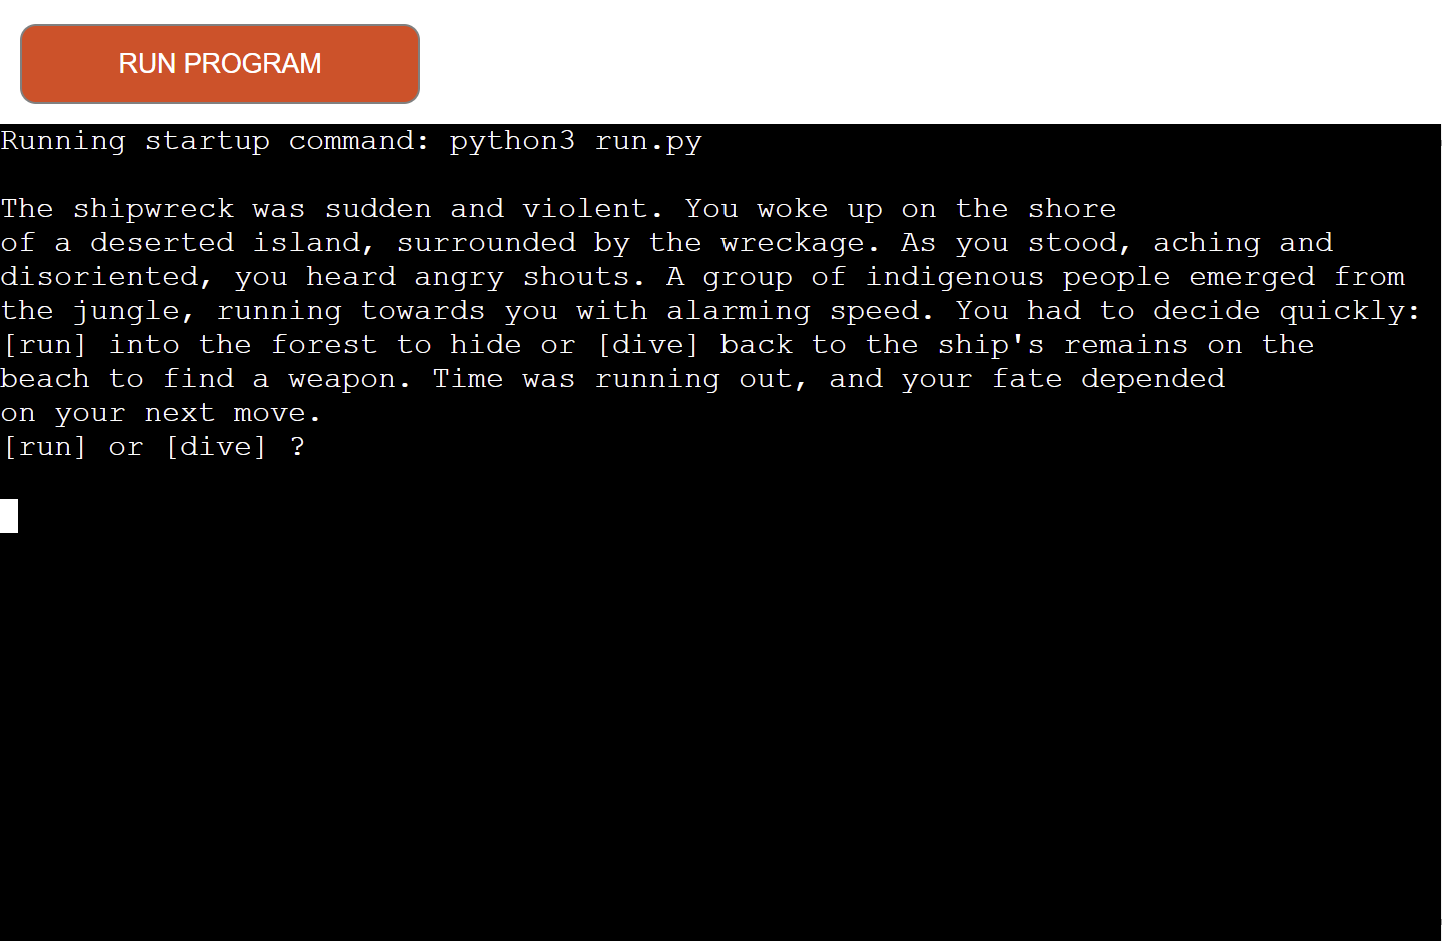 RUN PROGRAM
Running startup command: python3 run.py
The shipwreck was sudden and violent. You woke up on the shore
of a deserted island, surrounded by the wreckage. As you stood, aching and
disoriented, you heard angry shouts. A group of indigenous people emerged from
the jungle, running towards you with alarming speed. You had to decide quickly:
[run] into the forest to hide or [dive] back to the ship's remains on the
beach to find a weapon. Time was running out, and your fate depended
on your next move.
[run] or [dive] ?